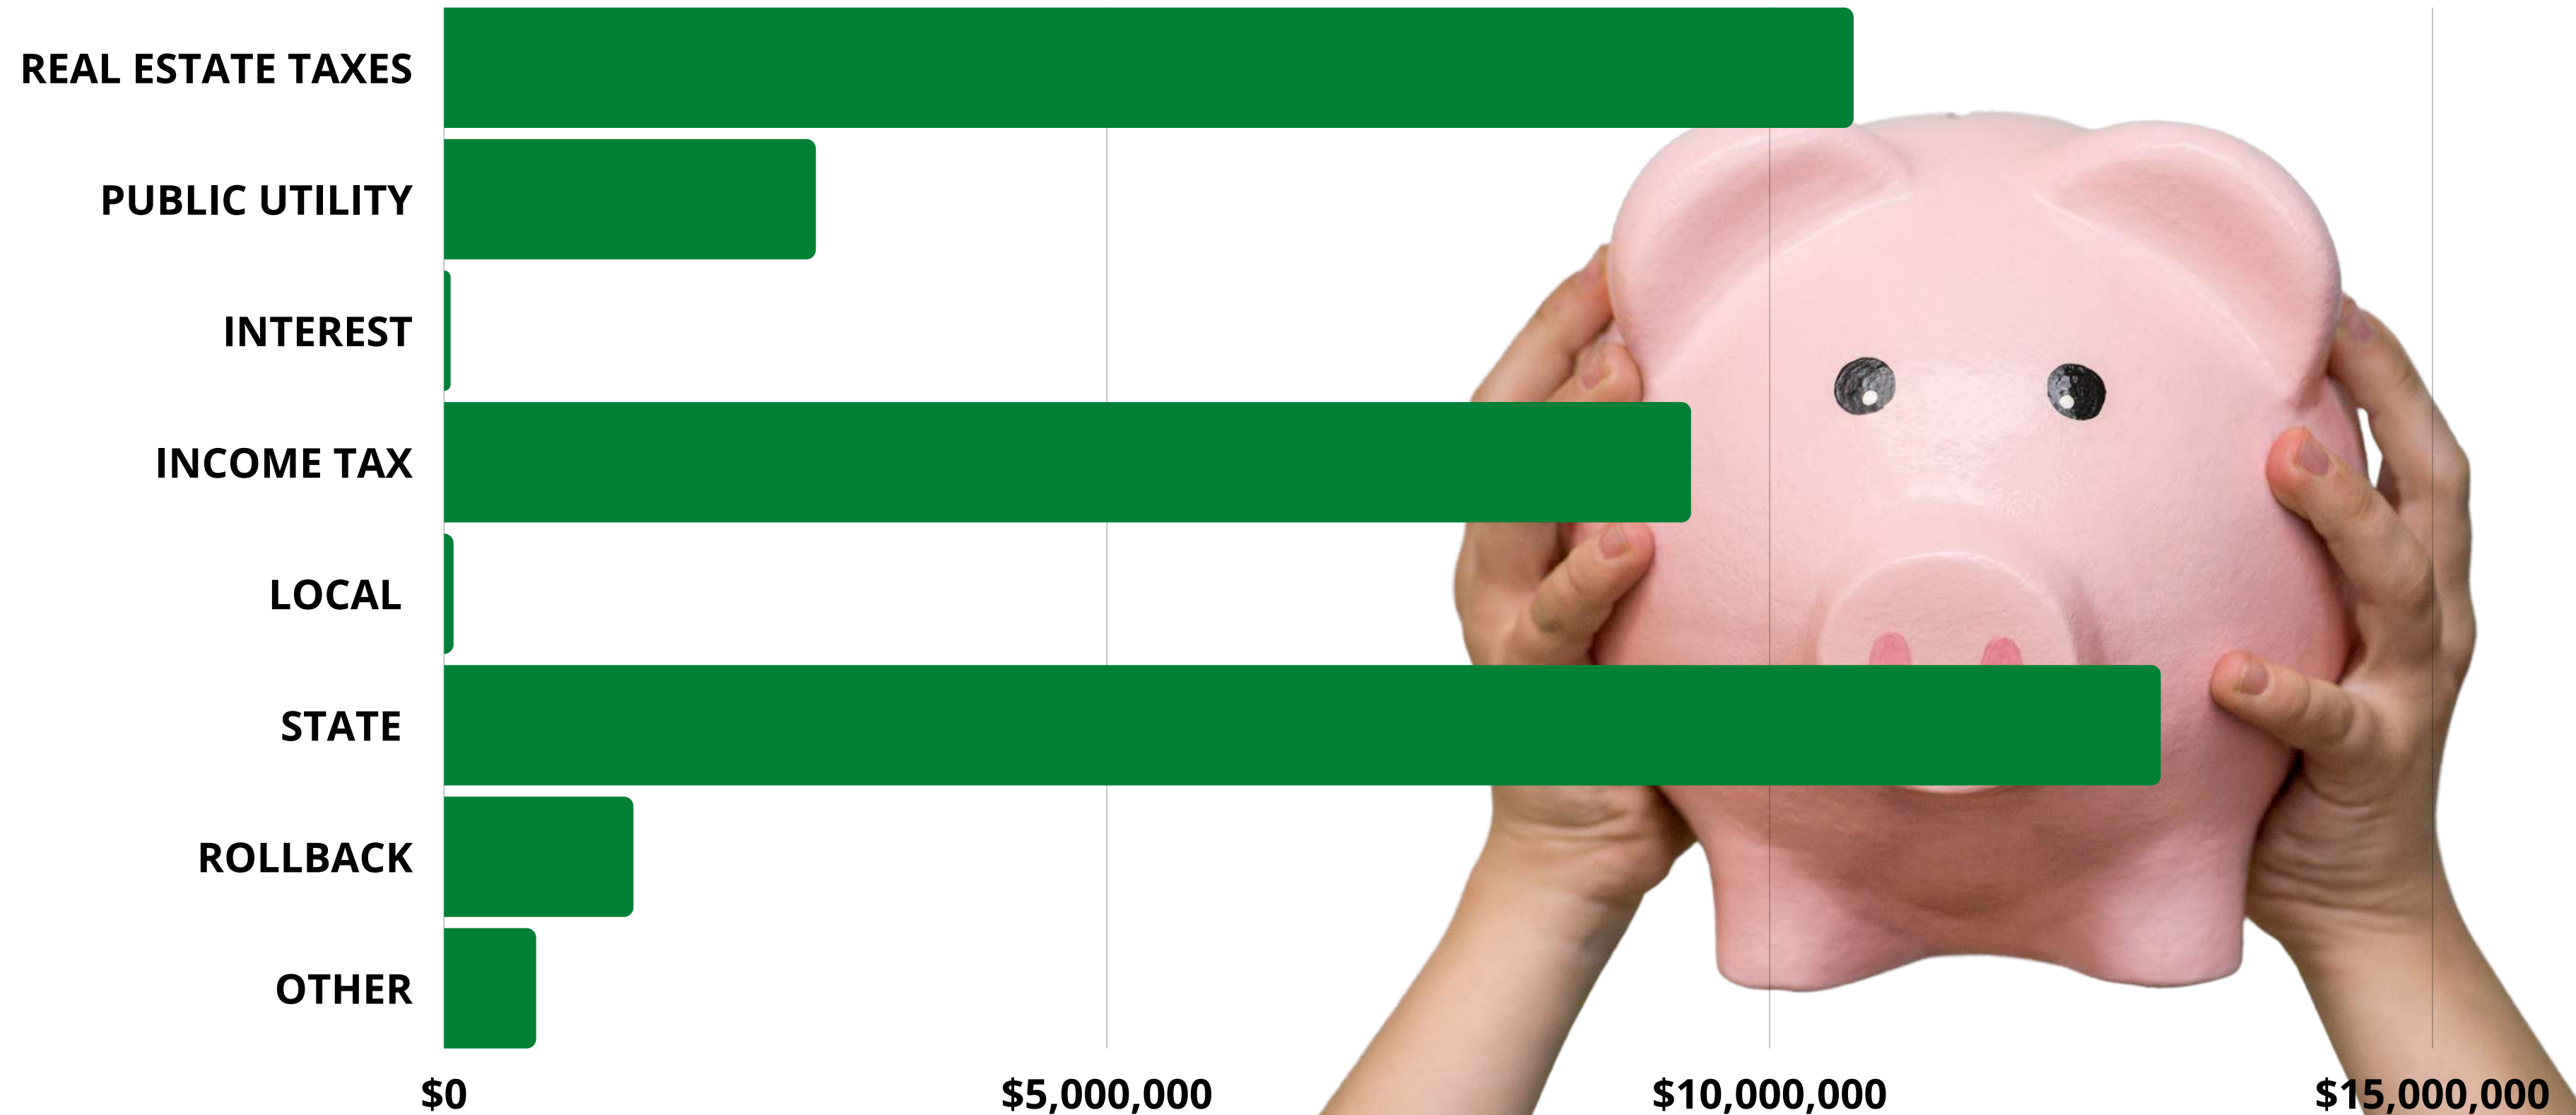 REAL ESTATE TAXES
PUBLIC UTILITY
INTEREST
INCOME TAX
LOCAL
STATE
ROLLBACK
OTHER
$0 $5,000,000 $10,000,000 $15,000,000